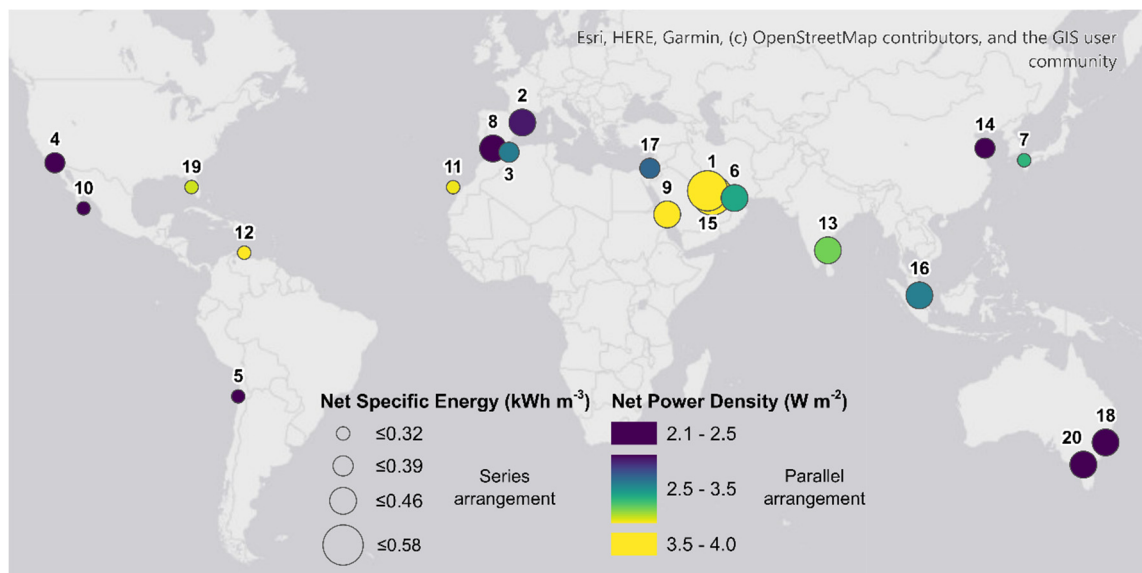 Esri, HERE, Garmin, (c) OpenStreetMap contributors, and the GIS user
community
2
8
4
14
7
17
1
19
11
3
6
10
9
12
15
13
16
5
18
20
Net Specific Energy (kWh m⁻³)
≤0.32
≤0.39
≤0.46
≤0.58
Series
arrangement
Net Power Density (W m⁻²)
2.1 - 2.5
2.5 - 3.5
3.5 - 4.0
Parallel
arrangement